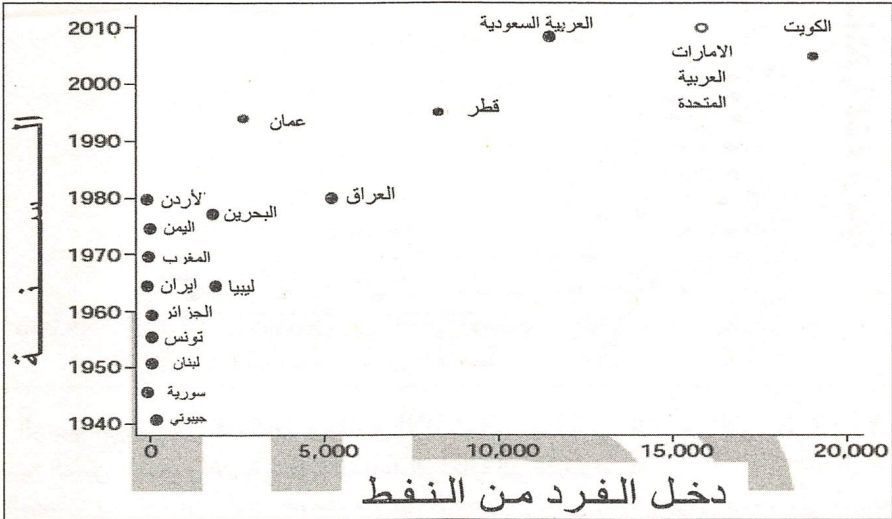 2010
العربية السعودية
الكويت
الامارات
العربية
المتحدة
2000
قطر
عمان
1990
السنة
1980
الأردن
البحرين
العراق
اليمن
1970
المغرب
ايران
ليبيا
1960
الجزائر
تونس
1950
لبنان
سورية
جيبوتي
1940
0
5,000
10,000
15,000
20,000
دخل الفرد من النفط